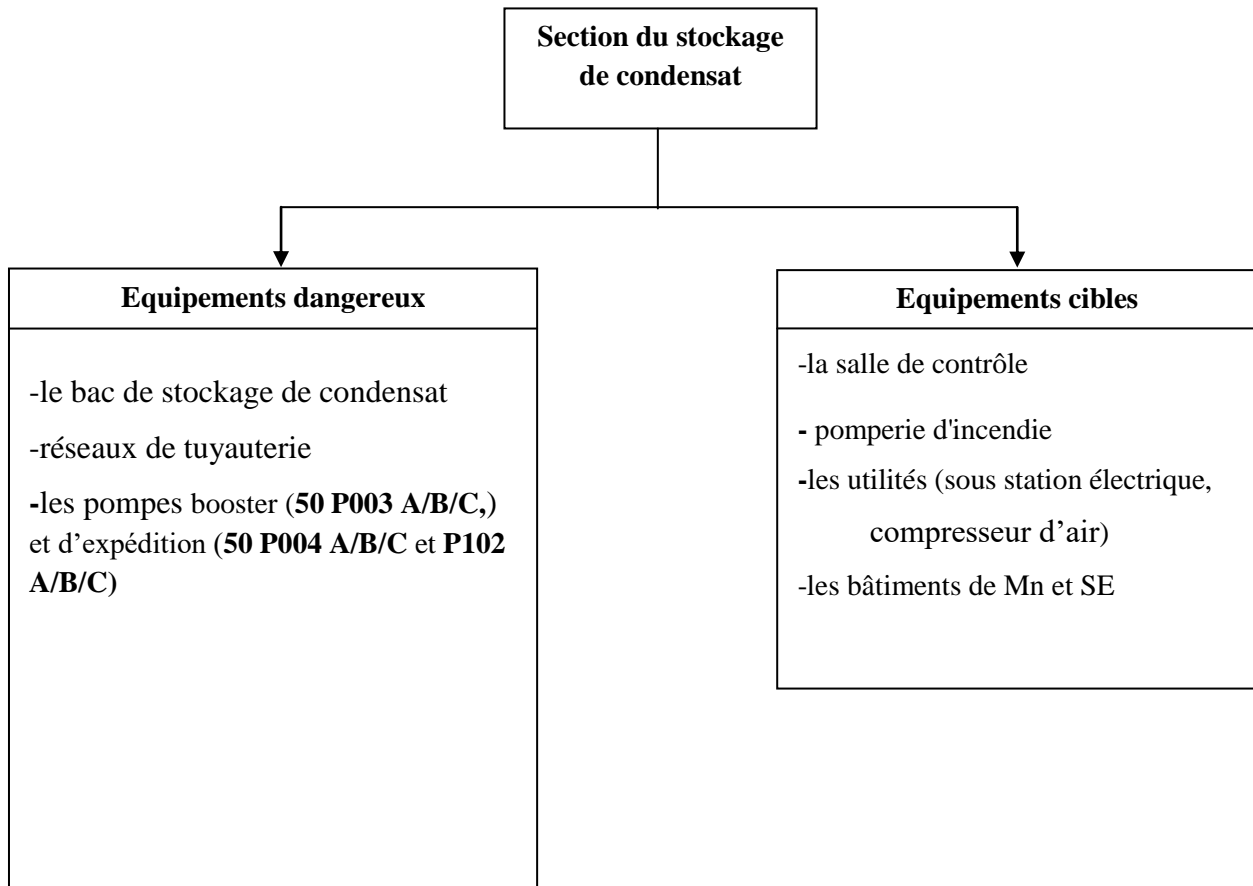 Section du stockage
de condensat
Equipements dangereux
-le bac de stockage de condensat
-réseaux de tuyauterie
-les pompes booster (50 P003 A/B/C,)
et d’expédition (50 P004 A/B/C et P102
A/B/C)
Equipements cibles
-la salle de contrôle
- pomperie d'incendie
-les utilités (sous station électrique,
compresseur d’air)
-les bâtiments de Mn et SE